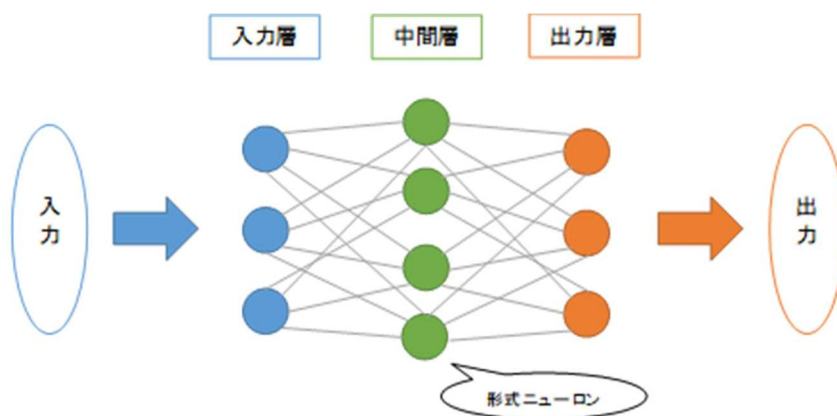 入力層
中間層
出力層
入力
出力
形式ニューロン